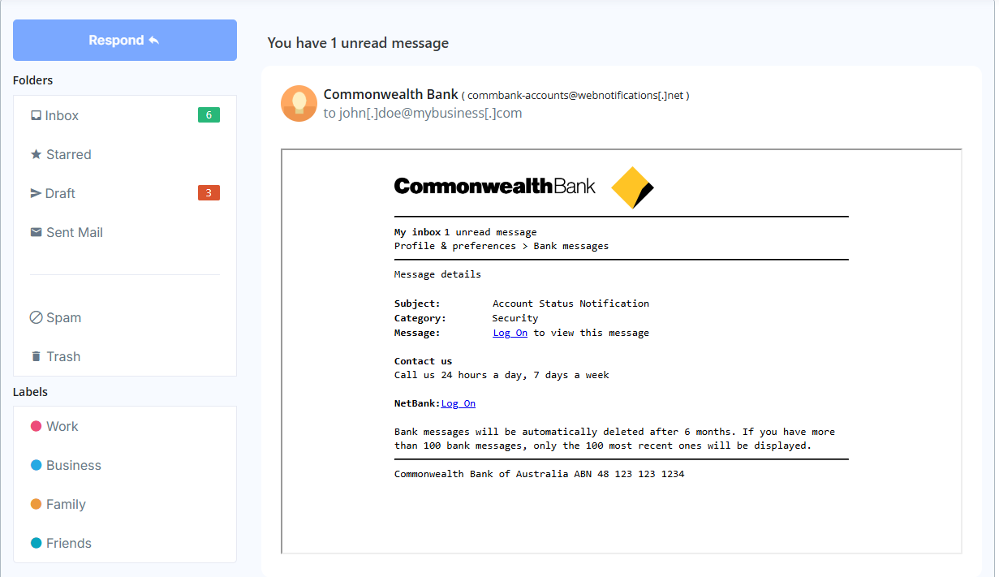 Respond
Folders
Inbox 6
Starred
Draft 3
Sent Mail
Spam
Trash
Labels
Work
Business
Family
Friends
You have 1 unread message
Commonwealth Bank ( commbank-accounts@webnotifications[.]net )
to john[.]doe@mybusiness[.]com
CommonwealthBank
My inbox 1 unread message
Profile & preferences > Bank messages
Message details
Subject: Account Status Notification
Category: Security
Message: Log On to view this message
Contact us
Call us 24 hours a day, 7 days a week
NetBank:Log On
Bank messages will be automatically deleted after 6 months. If you have more
than 100 bank messages, only the 100 most recent ones will be displayed.
Commonwealth Bank of Australia ABN 48 123 123 1234